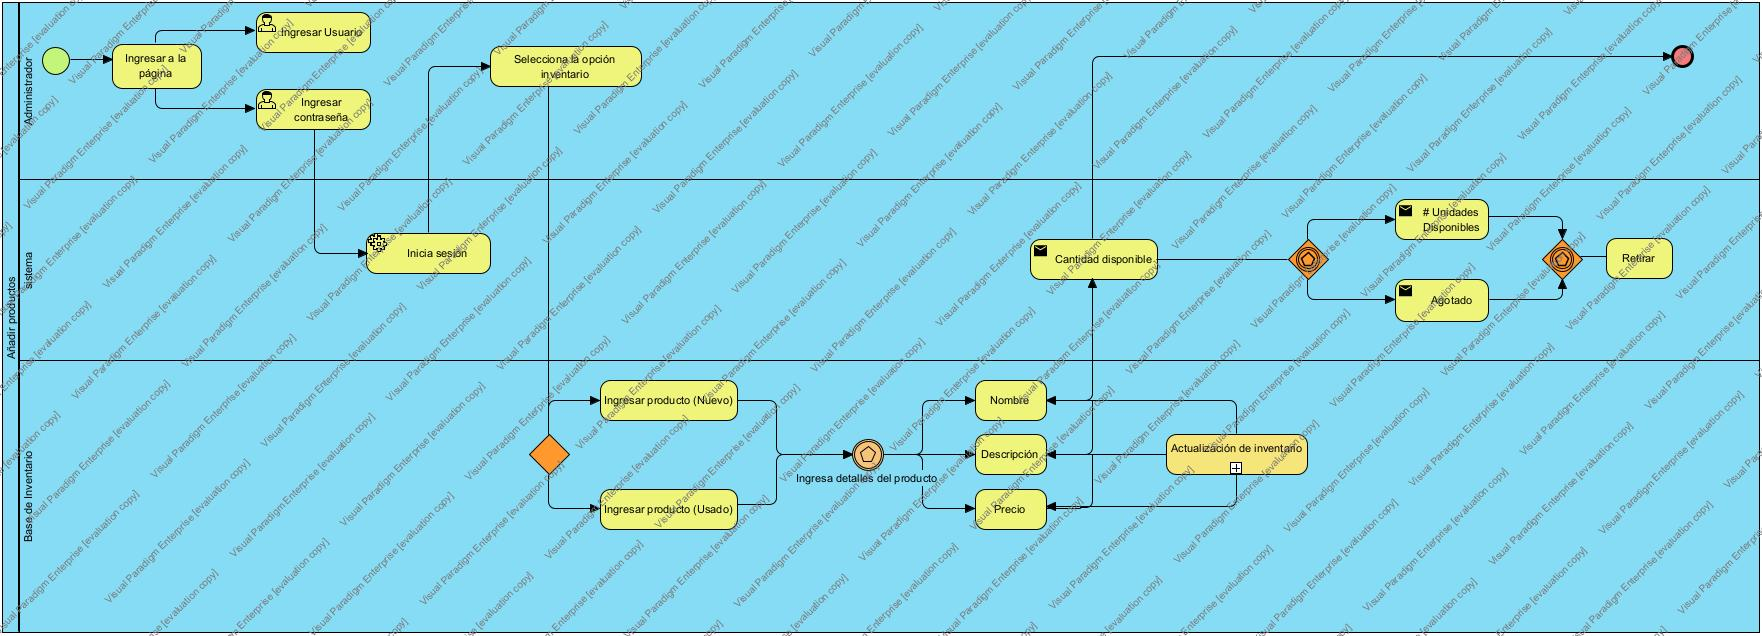 Añadir productos
Administrador
Ingresar a la
página
Ingresar Usuario
Ingresar
contraseña
Selecciona la opción
inventario
sistema
Inicia sesión
Cantidad disponible
# Unidades
Disponibles
Agotado
Retirar
Base de Inventario
Ingresar producto (Nuevo)
Ingresar producto (Usado)
Ingresa detalles del producto
Nombre
Descripción
Precio
Actualización de inventario
Visual Paradigm Enterprise [evaluation copy]